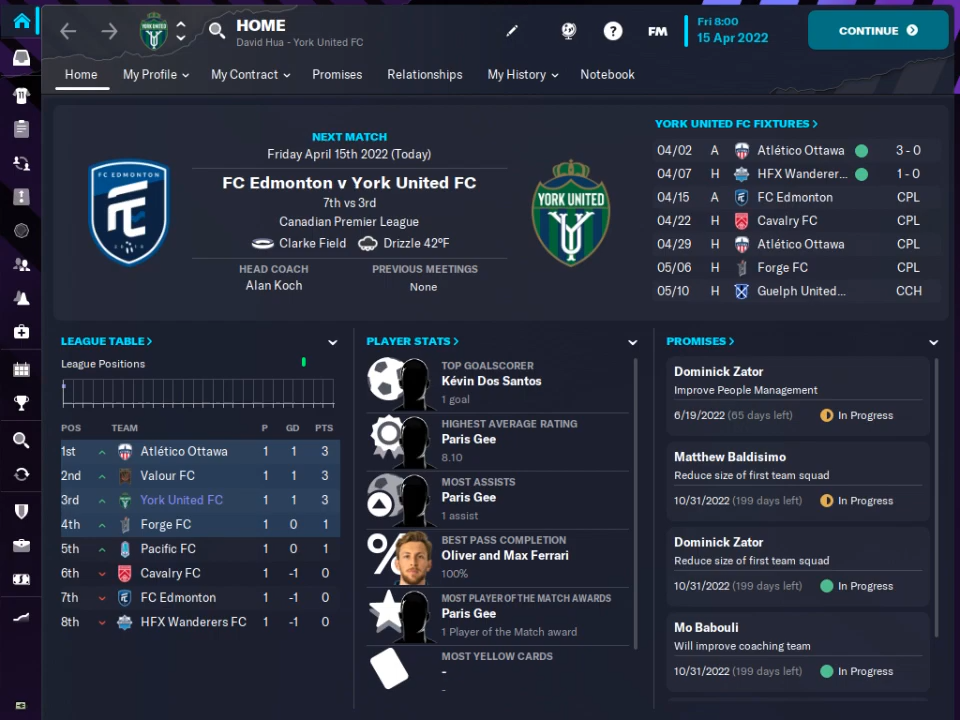 HOME
David Hua - York United FC
FM
Fri 8:00
15 Apr 2022
CONTINUE
Home
My Profile
My Contract
Promises
Relationships
My History
Notebook
NEXT MATCH
Friday April 15th 2022 (Today)
FC Edmonton v York United FC
7th vs 3rd
Canadian Premier League
Clarke Field
Drizzle 42ºF
HEAD COACH
Alan Koch
PREVIOUS MEETINGS
None
FC EDMONTON
YORK UNITED
YORK UNITED FC FIXTURES >
04/02 A Atlético Ottawa 3 - 0
04/07 H HFX Wanderer... 1 - 0
04/15 A FC Edmonton CPL
04/22 H Cavalry FC CPL
04/29 H Atlético Ottawa CPL
05/06 H Forge FC CPL
05/10 H Guelph United... CCH
LEAGUE TABLE >
League Positions
POS TEAM P GD PTS
1st Atlético Ottawa 1 1 3
2nd Valour FC 1 1 3
3rd York United FC 1 1 3
4th Forge FC 1 0 1
5th Pacific FC 1 0 1
6th Cavalry FC 1 -1 0
7th FC Edmonton 1 -1 0
8th HFX Wanderers FC 1 -1 0
PLAYER STATS >
TOP GOALSCORER
Kévin Dos Santos
1 goal
HIGHEST AVERAGE RATING
Paris Gee
8.10
MOST ASSISTS
Paris Gee
1 assist
BEST PASS COMPLETION
Oliver and Max Ferrari
100%
MOST PLAYER OF THE MATCH AWARDS
Paris Gee
1 Player of the Match award
MOST YELLOW CARDS
-
-
PROMISES >
Dominick Zator
Improve People Management
6/19/2022 (65 days left) In Progress
Matthew Baldisimo
Reduce size of first team squad
10/31/2022 (199 days left) In Progress
Dominick Zator
Reduce size of first team squad
10/31/2022 (199 days left) In Progress
Mo Babouli
Will improve coaching team
10/31/2022 (199 days left) In Progress